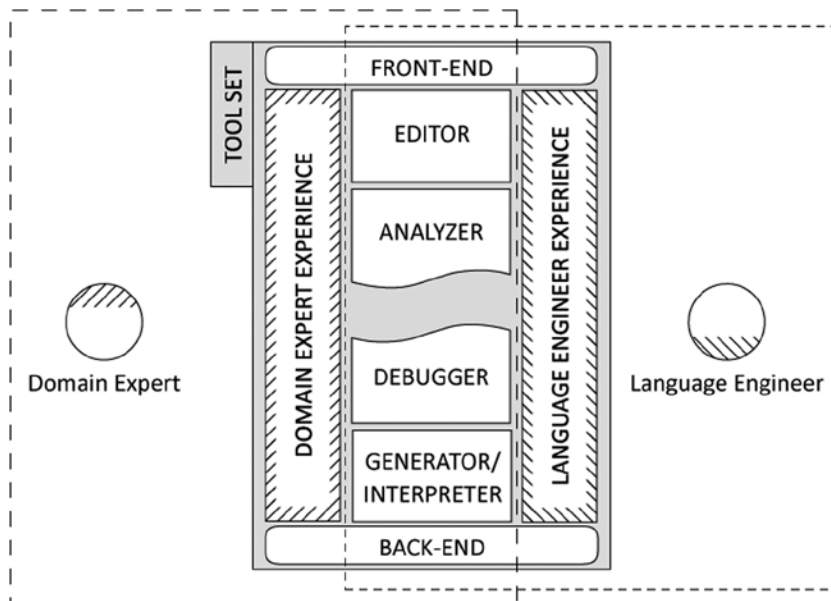 FRONT-END
TOOL SET
EDITOR
DOMAIN EXPERT EXPERIENCE
ANALYZER
LANGUAGE ENGINEER EXPERIENCE
Domain Expert
DEBUGGER
Language Engineer
GENERATOR/
INTERPRETER
BACK-END